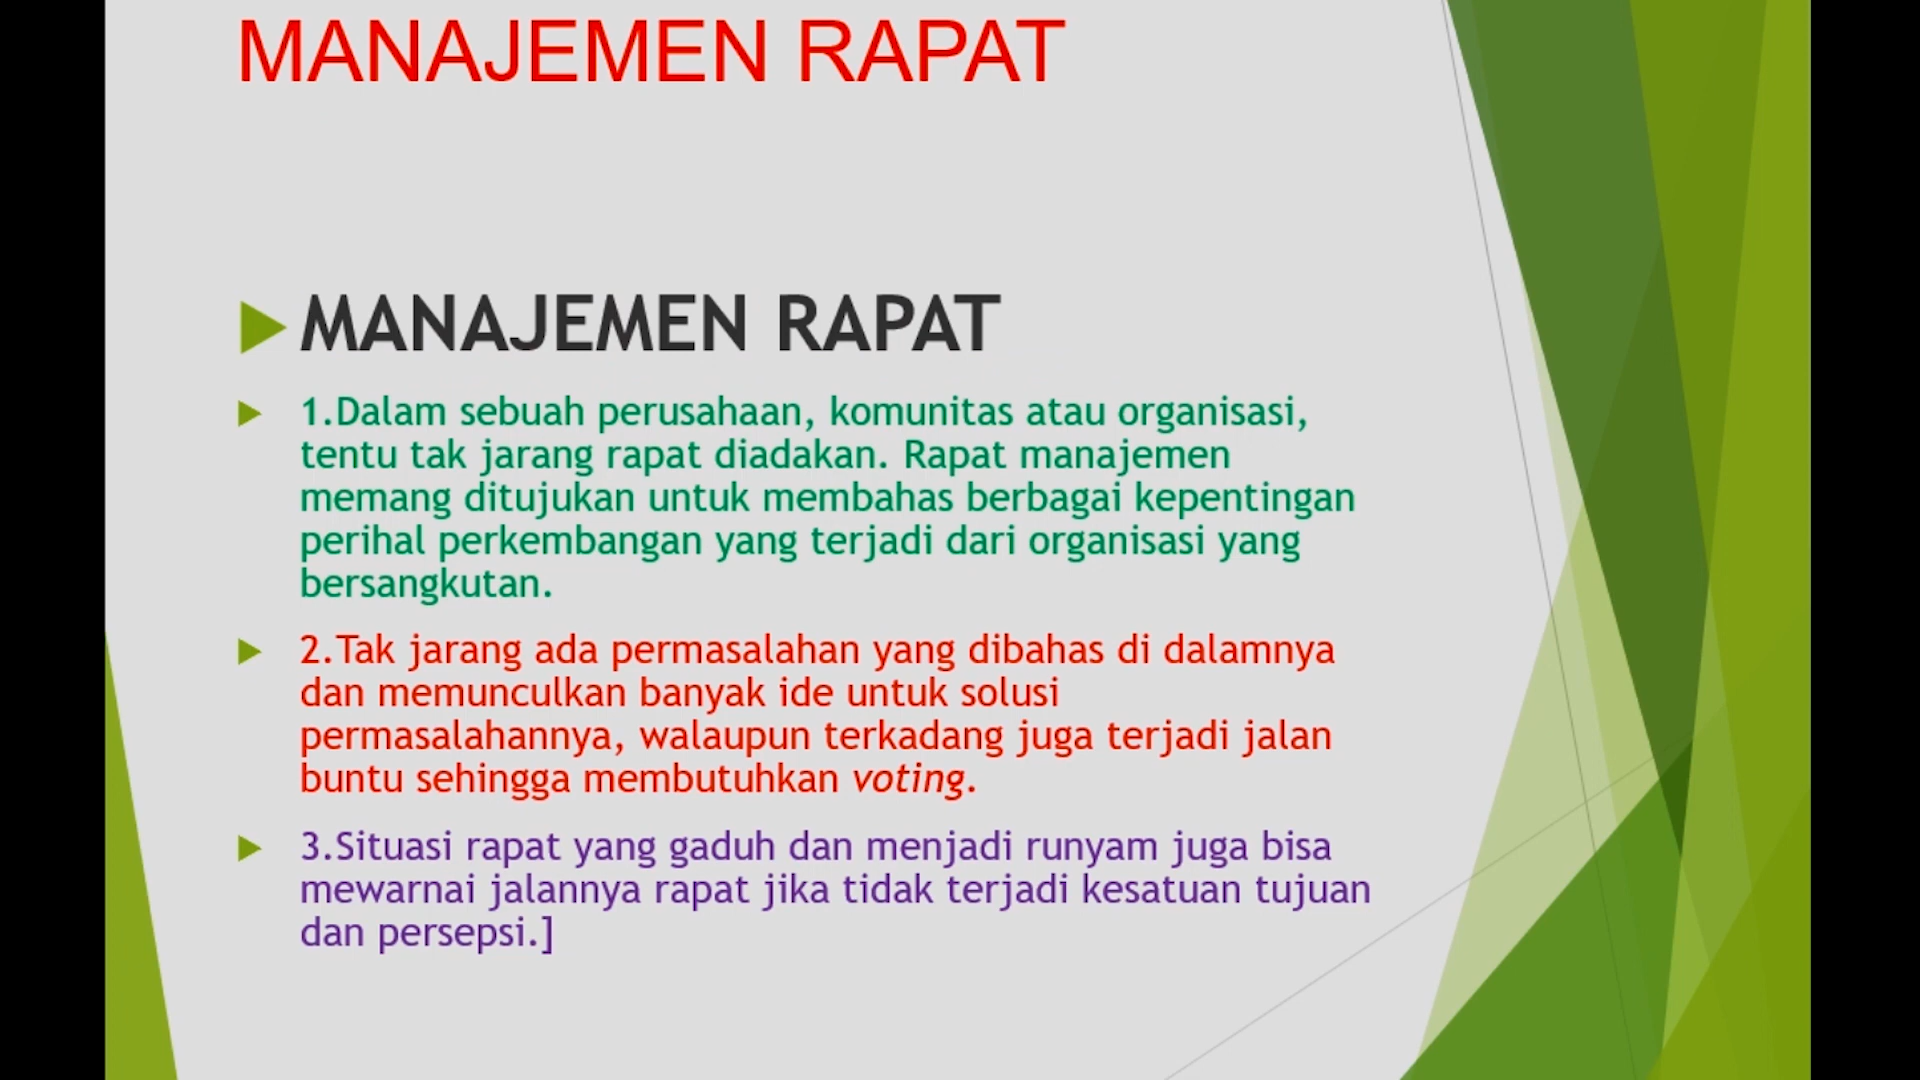 MANAJEMEN RAPAT
MANAJEMEN RAPAT
1.Dalam sebuah perusahaan, komunitas atau organisasi,
tentu tak jarang rapat diadakan. Rapat manajemen
memang ditujukan untuk membahas berbagai kepentingan
perihal perkembangan yang terjadi dari organisasi yang
bersangkutan.
2.Tak jarang ada permasalahan yang dibahas di dalamnya
dan memunculkan banyak ide untuk solusi
permasalahannya, walaupun terkadang juga terjadi jalan
buntu sehingga membutuhkan voting.
3.Situasi rapat yang gaduh dan menjadi runyam juga bisa
mewarnai jalannya rapat jika tidak terjadi kesatuan tujuan
dan persepsi.]